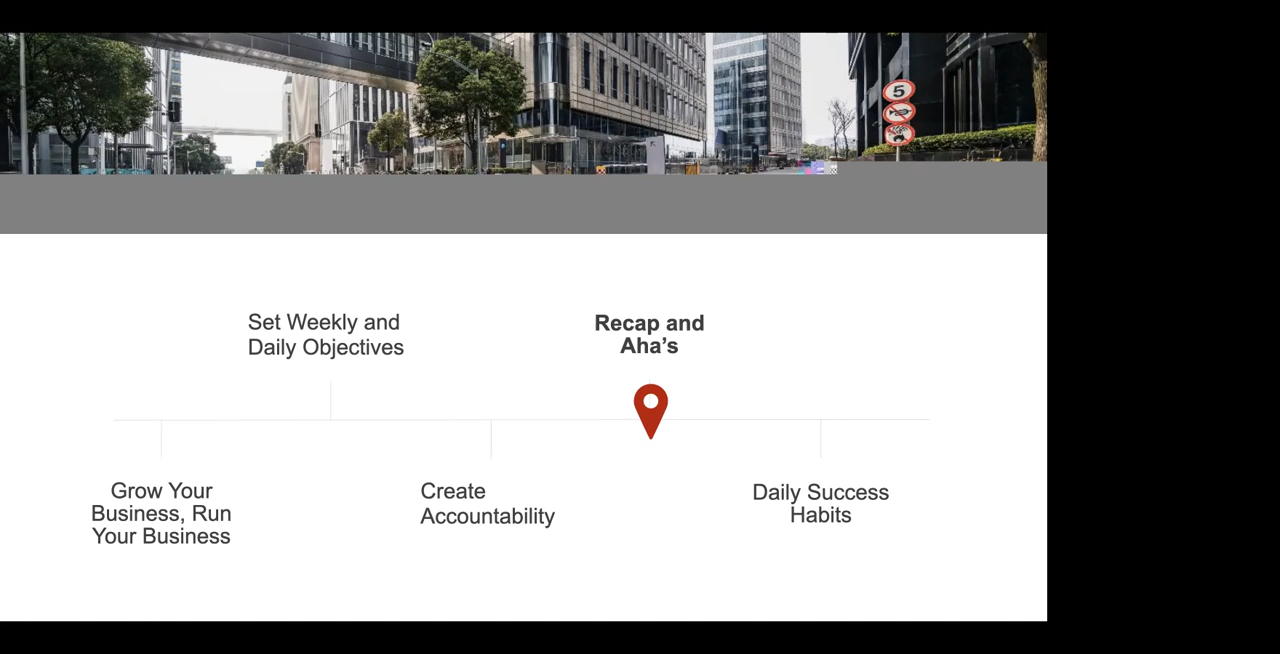 5
Set Weekly and
Daily Objectives
Recap and
Aha’s
Grow Your
Business, Run
Your Business
Create
Accountability
Daily Success
Habits